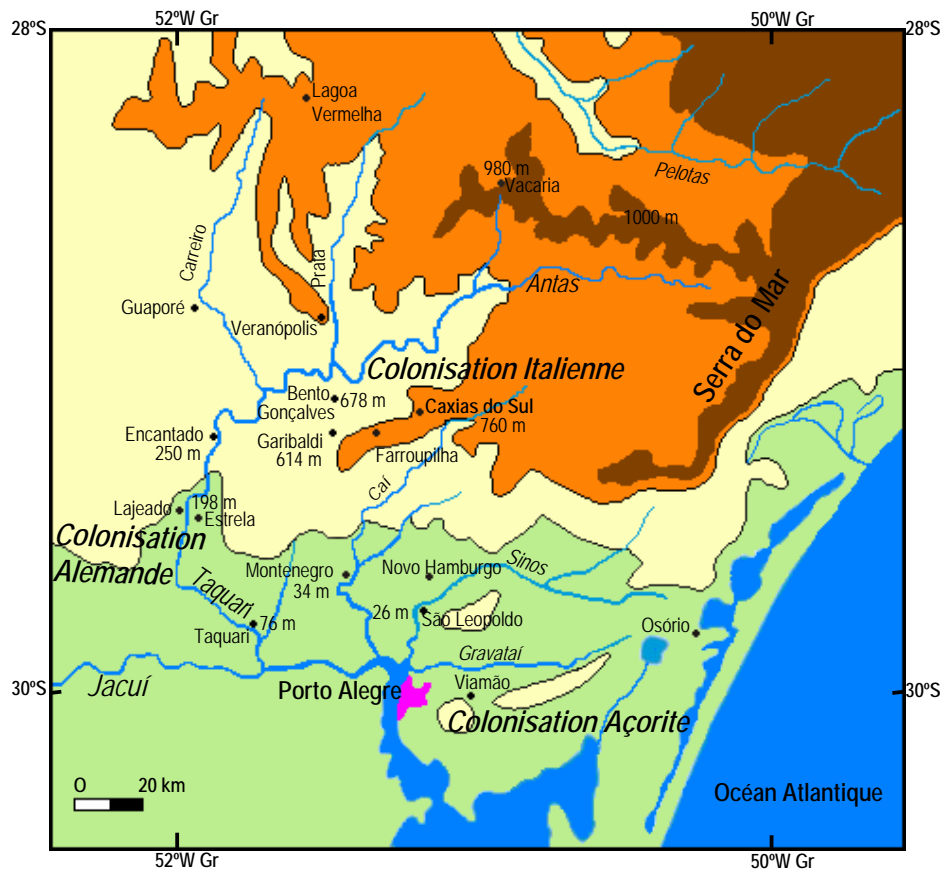 52ºW Gr
50ºW Gr
28ºS
28ºS
Lagoa
Vermelha
980 m
Vacaria
Pelotas
1000 m
Carreiro
Prata
Antas
Guaporé
Veranópolis
Serra do Mar
Colonisation Italienne
Bento
Gonçalves
678 m
Caxias do Sul
760 m
Encantado
250 m
Garibaldi
614 m
Farroupilha
Caí
Lajeado
198 m
Estrela
Colonisation
Alemande
Montenegro
34 m
Novo Hamburgo
Sinos
Taquari
76 m
Taquari
26 m
São Leopoldo
Osório
Gravataí
Jacuí
Porto Alegre
Viamão
30ºS
30ºS
Colonisation Açorite
O
20 km
Océan Atlantique
52ºW Gr
50ºW Gr